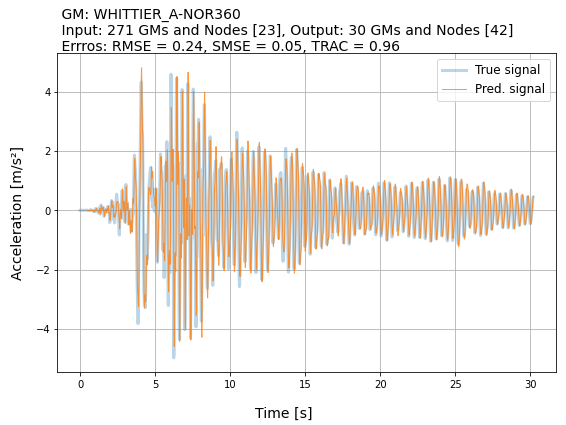 GM: WHITTIER_A-NOR360
Input: 271 GMs and Nodes [23], Output: 30 GMs and Nodes [42]
Errros: RMSE = 0.24, SMSE = 0.05, TRAC = 0.96
True signal
Pred. signal
Acceleration [m/s²]
4
2
0
−2
−4
0 5 10 15 20 25 30
Time [s]